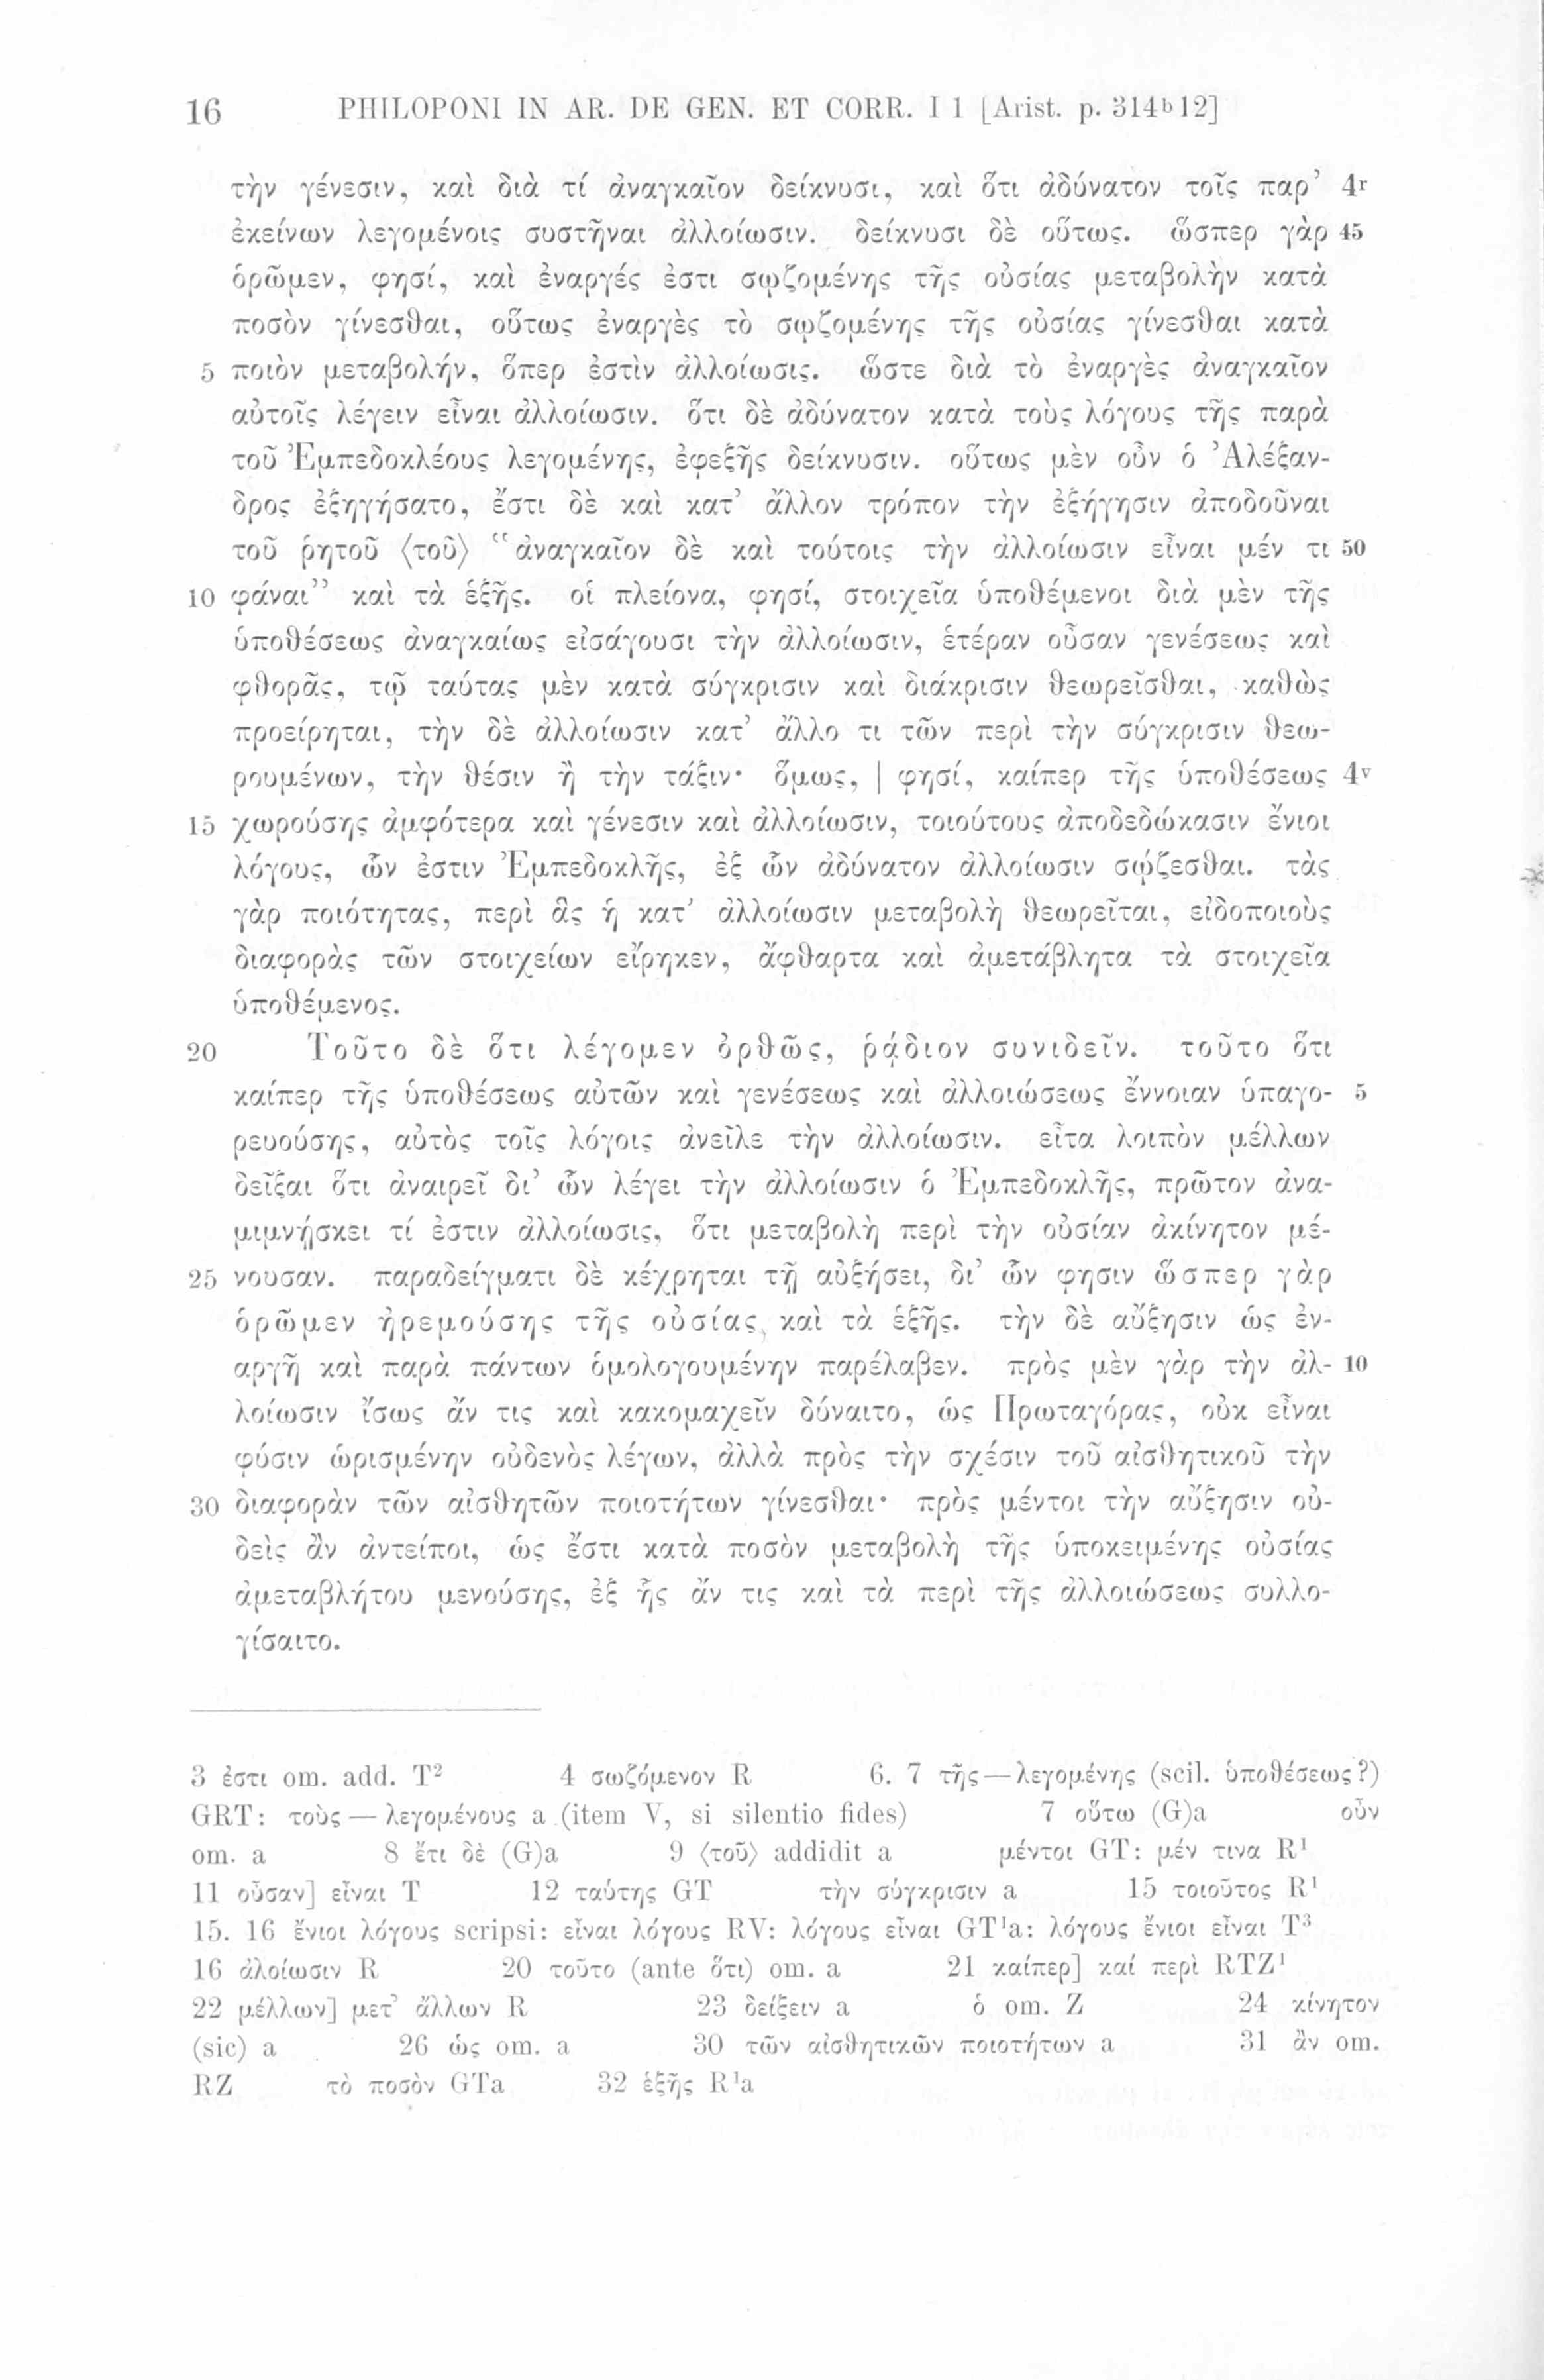 16 PHILOPONI IN AR. DE GEN. ET CORR. I 1 [Arist. p. 314ᵇ12]
τὴν γένεσιν, καὶ διὰ τί ἀναγκαῖον δείκνυσι, καὶ ὅτι ἀδύνατον τοῖς παρ’ 4ʳ
ἐκείνων λεγομένοις συστῆναι ἀλλοίωσιν. δείκνυσι δὲ οὕτως. ὥσπερ γὰρ 45
ὁρῶμεν, φησί, καὶ ἐναργές ἐστι σῳζομένης τῆς οὐσίας μεταβολὴν κατὰ
ποσὸν γίνεσθαι, οὕτως ἐναργὲς τὸ σῳζομένης τῆς οὐσίας γίνεσθαι κατὰ
5 ποιὸν μεταβολήν, ὅπερ ἐστὶν ἀλλοίωσις. ὥστε διὰ τὸ ἐναργὲς ἀναγκαῖον
αὐτοῖς λέγειν εἶναι ἀλλοίωσιν. ὅτι δὲ ἀδύνατον κατὰ τοὺς λόγους τῆς παρὰ
τοῦ Ἐμπεδοκλέους λεγομένης, ἐφεξῆς δείκνυσιν. οὕτως μὲν οὖν ὁ Ἀλέξαν-
δρος ἐξηγήσατο, ἔστι δὲ καὶ κατ’ ἄλλον τρόπον τὴν ἐξήγησιν ἀποδοῦναι
τοῦ ῥητοῦ ⟨τοῦ⟩ “ἀναγκαῖον δὲ καὶ τούτοις τὴν ἀλλοίωσιν εἶναι μέν τι 50
10 φάναι” καὶ τὰ ἑξῆς. οἱ πλείονα, φησί, στοιχεῖα ὑποθέμενοι διὰ μὲν τῆς
ὑποθέσεως ἀναγκαίως εἰσάγουσι τὴν ἀλλοίωσιν, ἑτέραν οὖσαν γενέσεως καὶ
φθορᾶς, τῷ ταύτας μὲν κατὰ σύγκρισιν καὶ διάκρισιν θεωρεῖσθαι, καθὼς
προείρηται, τὴν δὲ ἀλλοίωσιν κατ’ ἄλλο τι τῶν περὶ τὴν σύγκρισιν θεω-
ρουμένων, τὴν θέσιν ἢ τὴν τάξιν· ὅμως, | φησί, καίπερ τῆς ὑποθέσεως 4ᵛ
15 χωρούσης ἀμφότερα καὶ γένεσιν καὶ ἀλλοίωσιν, τοιούτους ἀποδεδώκασιν ἔνιοι
λόγους, ὧν ἐστιν Ἐμπεδοκλῆς, ἐξ ὧν ἀδύνατον ἀλλοίωσιν σῴζεσθαι. τὰς
γὰρ ποιότητας, περὶ ἃς ἡ κατ’ ἀλλοίωσιν μεταβολὴ θεωρεῖται, εἰδοποιοὺς
διαφορὰς τῶν στοιχείων εἴρηκεν, ἄφθαρτα καὶ ἀμετάβλητα τὰ στοιχεῖα
ὑποθέμενος.
20 Τοῦτο δὲ ὅτι λέγομεν ὀρθῶς, ῥᾴδιον συνιδεῖν. τοῦτο ὅτι
καίπερ τῆς ὑποθέσεως αὐτῶν καὶ γενέσεως καὶ ἀλλοιώσεως ἔννοιαν ὑπαγο- 5
ρευούσης, αὐτὸς τοῖς λόγοις ἀνεῖλε τὴν ἀλλοίωσιν. εἶτα λοιπὸν μέλλων
δεῖξαι ὅτι ἀναιρεῖ δι’ ὧν λέγει τὴν ἀλλοίωσιν ὁ Ἐμπεδοκλῆς, πρῶτον ἀνα-
μιμνῄσκει τί ἐστιν ἀλλοίωσις, ὅτι μεταβολὴ περὶ τὴν οὐσίαν ἀκίνητον μέ-
25 νουσαν. παραδείγματι δὲ κέχρηται τῇ αὐξήσει, δι’ ὧν φησιν ὥσπερ γὰρ
ὁρῶμεν ἠρεμούσης τῆς οὐσίας, καὶ τὰ ἑξῆς. τὴν δὲ αὔξησιν ὡς ἐν-
αργῆ καὶ παρὰ πάντων ὁμολογουμένην παρέλαβεν. πρὸς μὲν γὰρ τὴν ἀλ- 10
λοίωσιν ἴσως ἄν τις καὶ κακομαχεῖν δύναιτο, ὡς Πρωταγόρας, οὐκ εἶναι
φύσιν ὡρισμένην οὐδενὸς λέγων, ἀλλὰ πρὸς τὴν σχέσιν τοῦ αἰσθητικοῦ τὴν
30 διαφορὰν τῶν αἰσθητῶν ποιοτήτων γίνεσθαι· πρὸς μέντοι τὴν αὔξησιν οὐ-
δεὶς ἂν ἀντείποι, ὡς ἔστι κατὰ ποσὸν μεταβολὴ τῆς ὑποκειμένης οὐσίας
ἀμεταβλήτου μενούσης, ἐξ ἧς ἄν τις καὶ τὰ περὶ τῆς ἀλλοιώσεως συλλο-
γίσαιτο.
3 ἐστι om. add. T² 4 σωζόμενον R 6. 7 τῆς — λεγομένης (scil. ὑποθέσεως?)
GRT: τοὺς — λεγομένους a (item V, si silentio fides) 7 οὕτω (G)a οὖν
om. a 8 ἔτι δὲ (G)a 9 ⟨τοῦ⟩ addidit a μέντοι GT: μέν τινα R¹
11 οὖσαν] εἶναι T 12 ταύτης GT τὴν σύγκρισιν a 15 τοιοῦτος R¹
15. 16 ἔνιοι λόγους scripsi: εἶναι λόγους RV: λόγους εἶναι GT¹a: λόγους ἔνιοι εἶναι T³
16 ἀλοίωσιν R 20 τοῦτο (ante ὅτι) om. a 21 καίπερ] καί περὶ RTZ¹
22 μέλλων] μετ’ ἄλλων R 23 δείξειν a ὁ om. Z 24 κίνητον
(sic) a 26 ὡς om. a 30 τῶν αἰσθητικῶν ποιοτήτων a 31 ἂν om.
RZ τὸ ποσὸν GTa 32 ἑξῆς R¹a